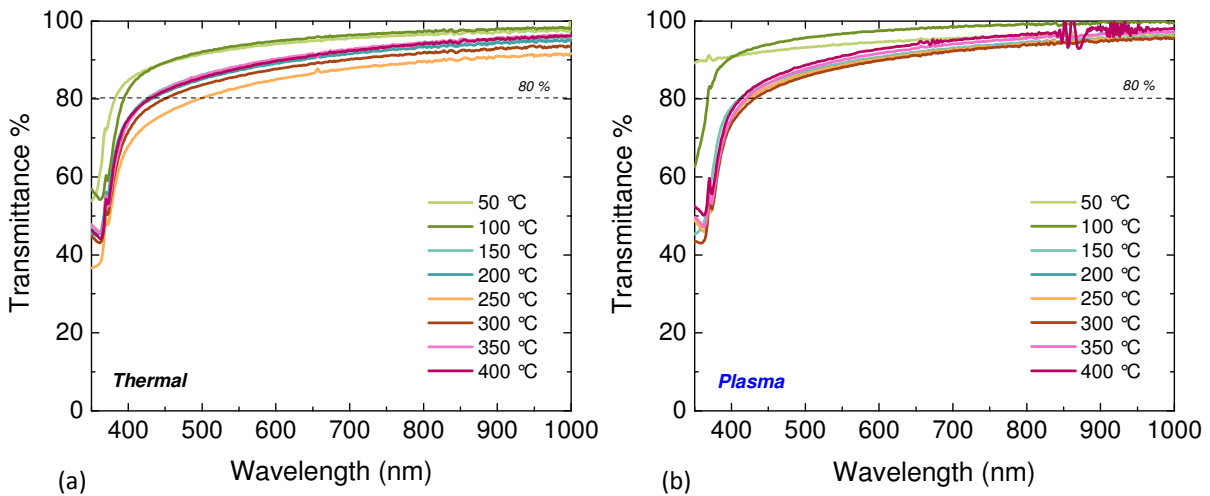 100
80
60
40
20
0
Transmittance %
80 %
50 °C
100 °C
150 °C
200 °C
250 °C
300 °C
350 °C
400 °C
Thermal
400 500 600 700 800 900 1000
Wavelength (nm)
(a)
100
80
60
40
20
0
Transmittance %
80 %
50 °C
100 °C
150 °C
200 °C
250 °C
300 °C
350 °C
400 °C
Plasma
400 500 600 700 800 900 1000
Wavelength (nm)
(b)